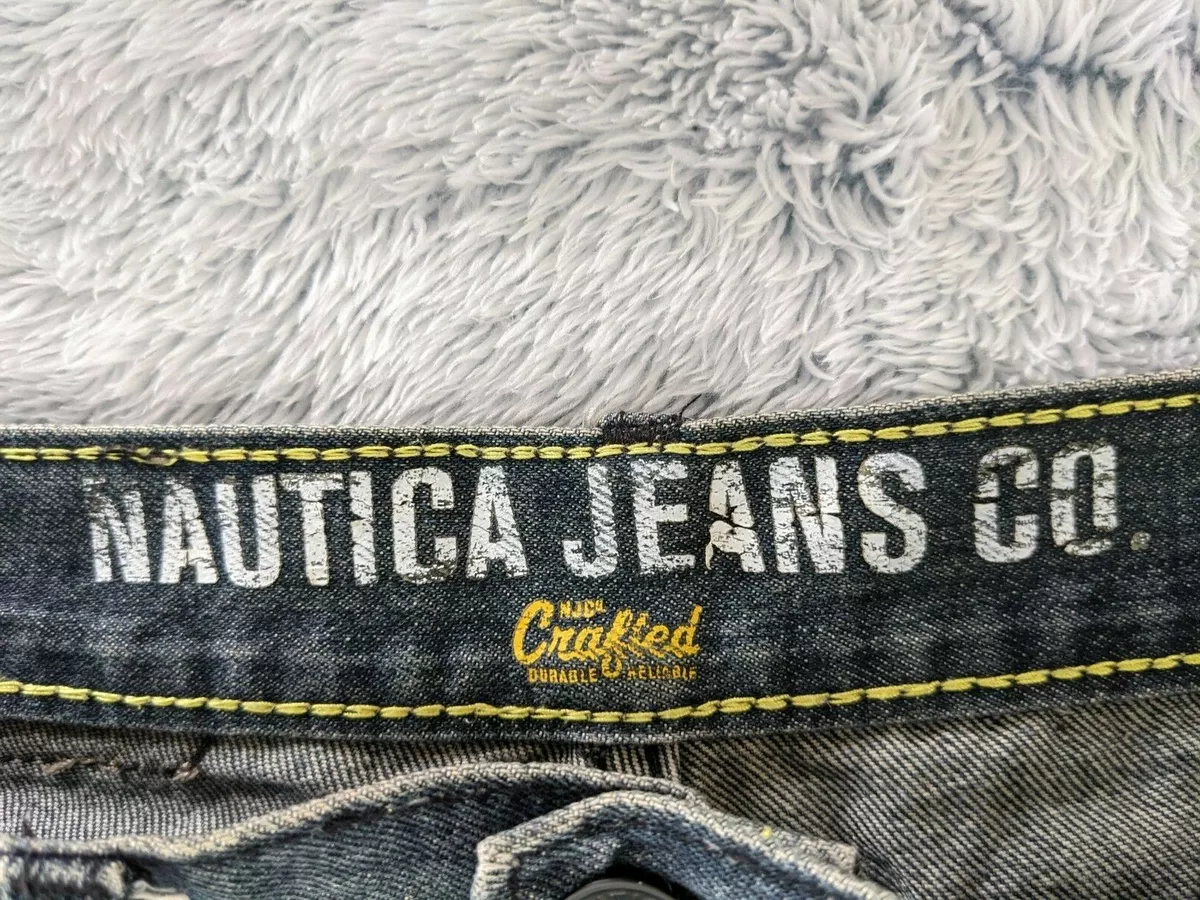 NAUTICA JEANS CO.
NJCo
Crafted
DURABLE RELIABLE